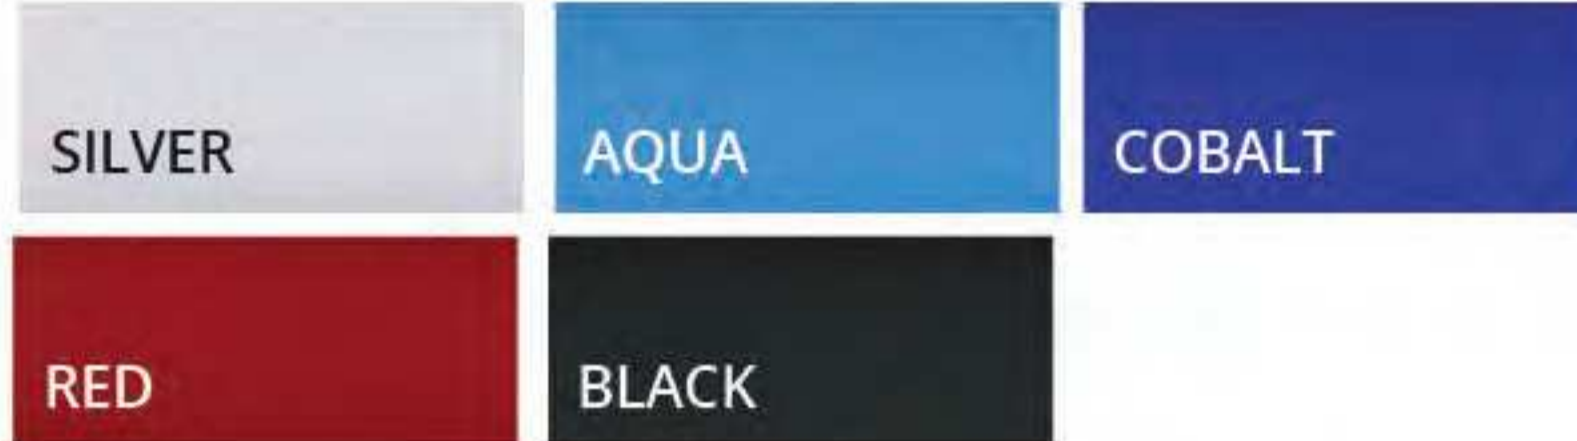 SILVER
AQUA
COBALT
RED
BLACK